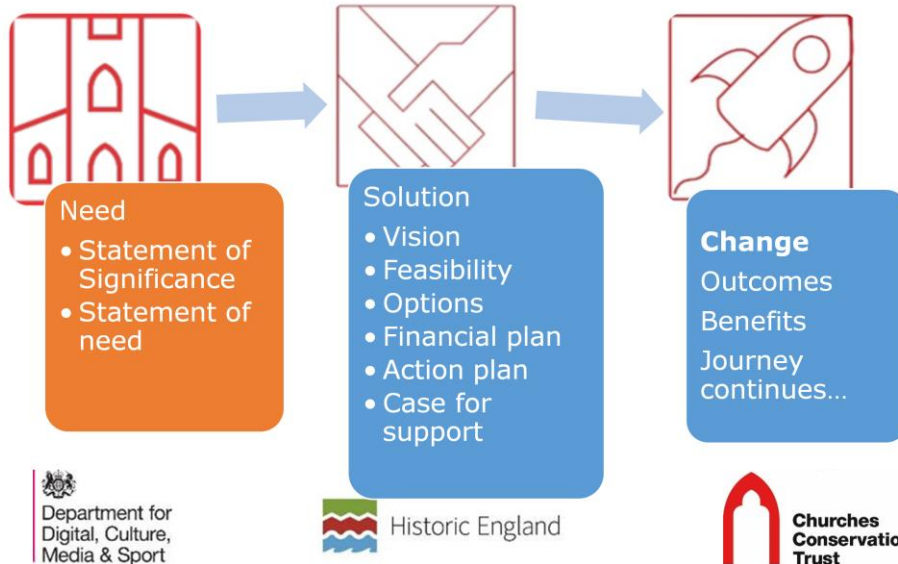 Need
• Statement of
Significance
• Statement of
need
Solution
• Vision
• Feasibility
• Options
• Financial plan
• Action plan
• Case for
support
Change
Outcomes
Benefits
Journey
continues...
Department for
Digital, Culture,
Media & Sport
Historic England
Churches
Conservatio
Trust